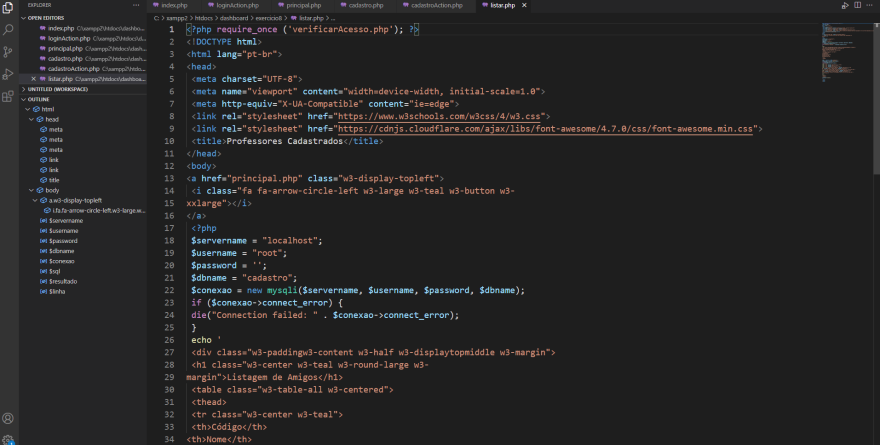 EXPLORER
index.php
loginAction.php
principal.php
cadastro.php
cadastroAction.php
listar.php
C: > xampp2 > htdocs > dashboard > exercicio8 > listar.php > ...
OPEN EDITORS
index.php C:\xampp2\htdocs\dashbo...
loginAction.php C:\xampp2\htdocs\d...
principal.php C:\xampp2\htdocs\das...
cadastro.php C:\xampp2\htdocs\das...
cadastroAction.php C:\xampp2\htdo...
listar.php C:\xampp2\htdocs\dashboa...
UNTITLED (WORKSPACE)
OUTLINE
html
head
meta
meta
meta
link
link
title
body
a.w3-display-topleft
i.fa.fa-arrow-circle-left.w3-large.w...
$servername
$username
$password
$dbname
$conexao
$sql
$resultado
$linha
1 <?php require_once ('verificarAcesso.php'); ?>
2 <!DOCTYPE html>
3 <html lang="pt-br">
4 <head>
5 <meta charset="UTF-8">
6 <meta name="viewport" content="width=device-width, initial-scale=1.0">
7 <meta http-equiv="X-UA-Compatible" content="ie=edge">
8 <link rel="stylesheet" href="https://www.w3schools.com/w3css/4/w3.css">
9 <link rel="stylesheet" href="https://cdnjs.cloudflare.com/ajax/libs/font-awesome/4.7.0/css/font-awesome.min.css">
10 <title>Professores Cadastrados</title>
11 </head>
12 <body>
13 <a href="principal.php" class="w3-display-topleft">
14 <i class="fa fa-arrow-circle-left w3-large w3-teal w3-button w3-
15 xxlarge"></i>
16 </a>
17 <?php
18 $servername = "localhost";
19 $username = "root";
20 $password = '';
21 $dbname = "cadastro";
22 $conexao = new mysqli($servername, $username, $password, $dbname);
23 if ($conexao->connect_error) {
24 die("Connection failed: " . $conexao->connect_error);
25 }
26 echo '
27 <div class="w3-paddingw3-content w3-half w3-displaytopmiddle w3-margin">
28 <h1 class="w3-center w3-teal w3-round-large w3-
29 margin">Listagem de Amigos</h1>
30 <table class="w3-table-all w3-centered">
31 <thead>
32 <tr class="w3-center w3-teal">
33 <th>Código</th>
34 <th>Nome</th>